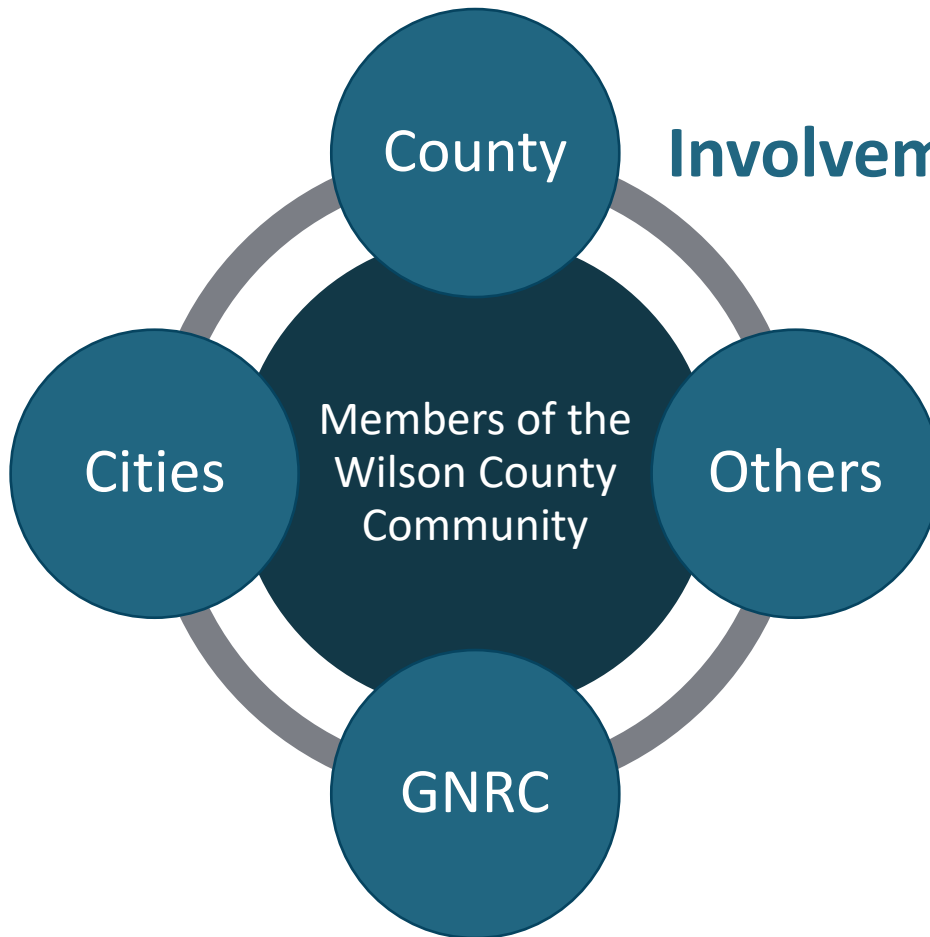 County
Involvem
Cities
Members of the
Wilson County
Community
Others
GNRC